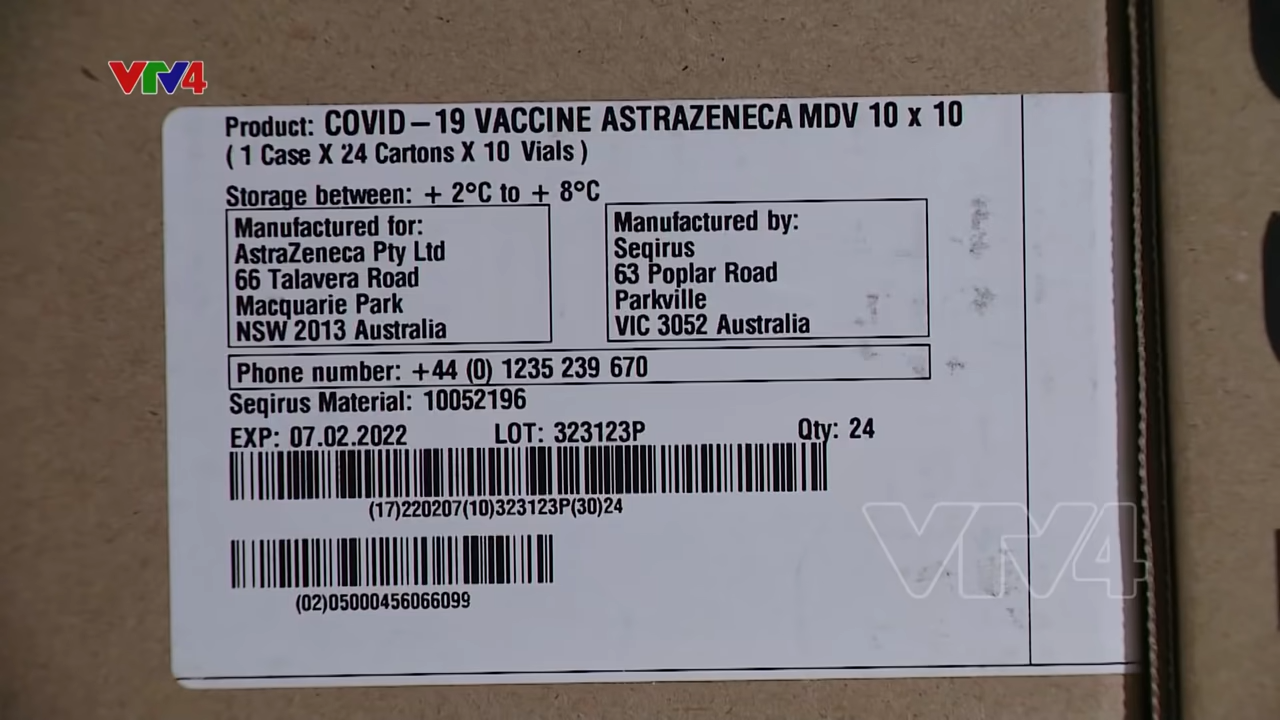 VTV4
Product: COVID-19 VACCINE ASTRAZENECA MDV 10 x 10
( 1 Case X 24 Cartons X 10 Vials )
Storage between: + 2°C to + 8°C
Manufactured for:
AstraZeneca Pty Ltd
66 Talavera Road
Macquarie Park
NSW 2013 Australia
Manufactured by:
Seqirus
63 Poplar Road
Parkville
VIC 3052 Australia
Phone number: +44 (0) 1235 239 670
Seqirus Material: 10052196
EXP: 07.02.2022 LOT: 323123P Qty: 24
(17)220207(10)323123P(30)24
(02)05000456066099
VTV4